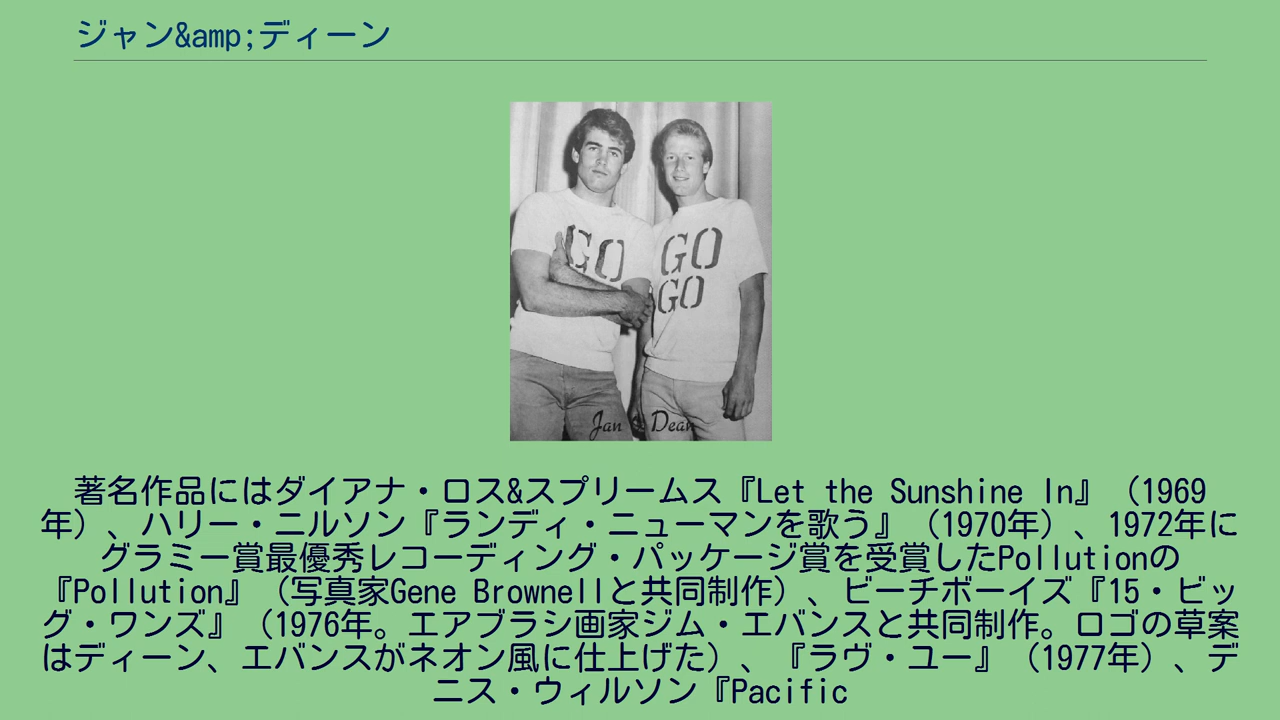 ジャン&amp;ディーン
GO GO
GO
Jan & Dean
著名作品にはダイアナ・ロス&スプリームス『Let the Sunshine In』（1969
年）、ハリー・ニルソン『ランディ・ニューマンを歌う』（1970年）、1972年に
グラミー賞最優秀レコーディング・パッケージ賞を受賞したPollutionの
『Pollution』（写真家Gene Brownellと共同制作）、ビーチボーイズ『15・ビッ
グ・ワンズ』（1976年。エアブラシ画家ジム・エバンスと共同制作。ロゴの草案
はディーン、エバンスがネオン風に仕上げた）、『ラヴ・ユー』（1977年）、デ
ニス・ウィルソン『Pacific